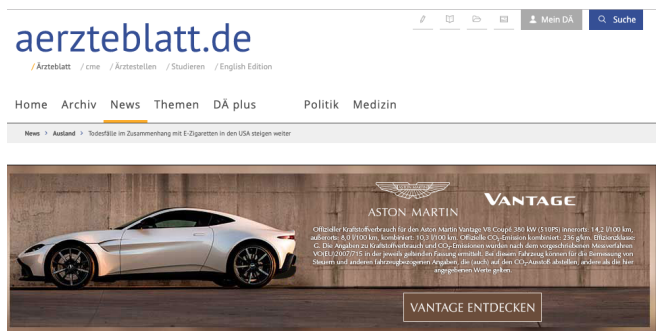 aerzteblatt.de
Mein DÄ
Suche
/ Ärzteblatt / cme / Ärztestellen / Studieren / English Edition
Home Archiv News Themen DÄ plus Politik Medizin
News > Ausland > Todesfälle im Zusammenhang mit E-Zigaretten in den USA steigen weiter
ASTON MARTIN
VANTAGE
Offizieller Kraftstoffverbrauch für den Aston Martin Vantage V8 Coupé 380 kW (510PS) innerorts: 14,2 l/100 km,
außerorts: 8,0 l/100 km, kombiniert: 10,3 l/100 km. Offizielle CO₂-Emission kombiniert: 236 g/km. Effizienzklasse:
G. Die Angaben zu Kraftstoffverbrauch und CO₂-Emissionen wurden nach dem vorgeschriebenen Messverfahren
VO(EU)2007/715 in der jeweils geltenden Fassung ermittelt. Bei diesem Fahrzeug können für die Bemessung von
Steuern und anderen fahrzeugbezogenen Angaben, die (auch) auf den CO₂-Ausstoß abstellen, andere als die hier
angegebenen Werte gelten.
VANTAGE ENTDECKEN